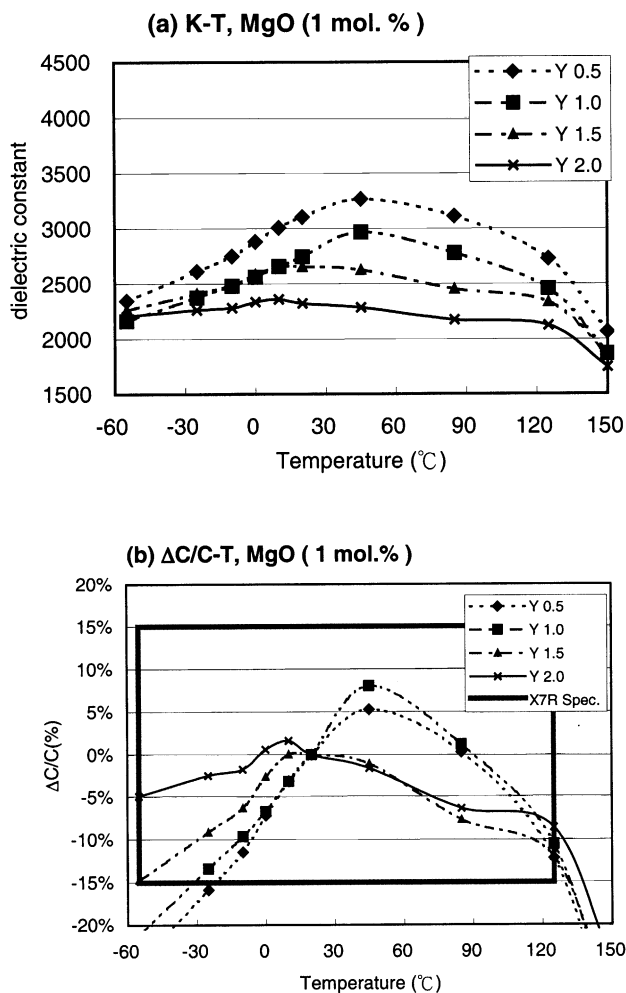 (a) K-T, MgO (1 mol. % )
4500
4000
3500
3000
2500
2000
1500
dielectric constant
Y 0.5
Y 1.0
Y 1.5
Y 2.0
-60 -30 0 30 60 90 120 150
Temperature (℃)
(b) ΔC/C-T, MgO ( 1 mol.% )
20%
15%
10%
5%
0%
-5%
-10%
-15%
-20%
ΔC/C(%)
Y 0.5
Y 1.0
Y 1.5
Y 2.0
X7R Spec.
-60 -30 0 30 60 90 120 150
Temperature (℃)